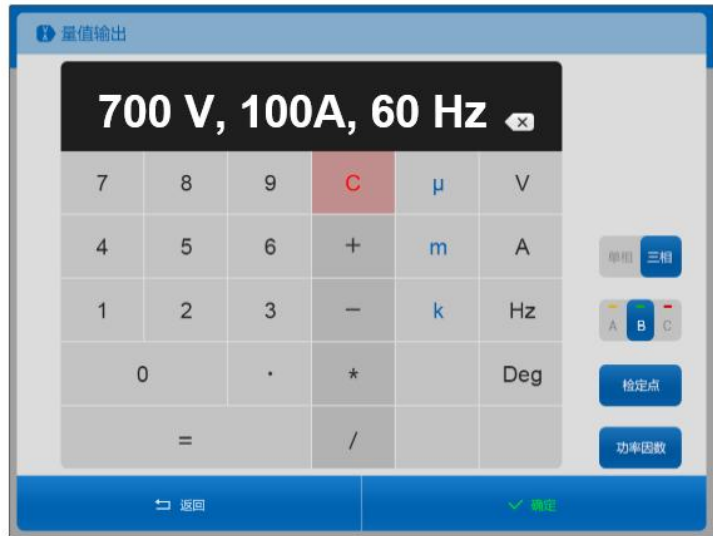 量值输出
700 V, 100A, 60 Hz
7 8 9 C μ V
4 5 6 + m A
单相 三相
1 2 3 − k Hz
A B C
0 · * Deg
检定点
= /
功率因数
返回 确定